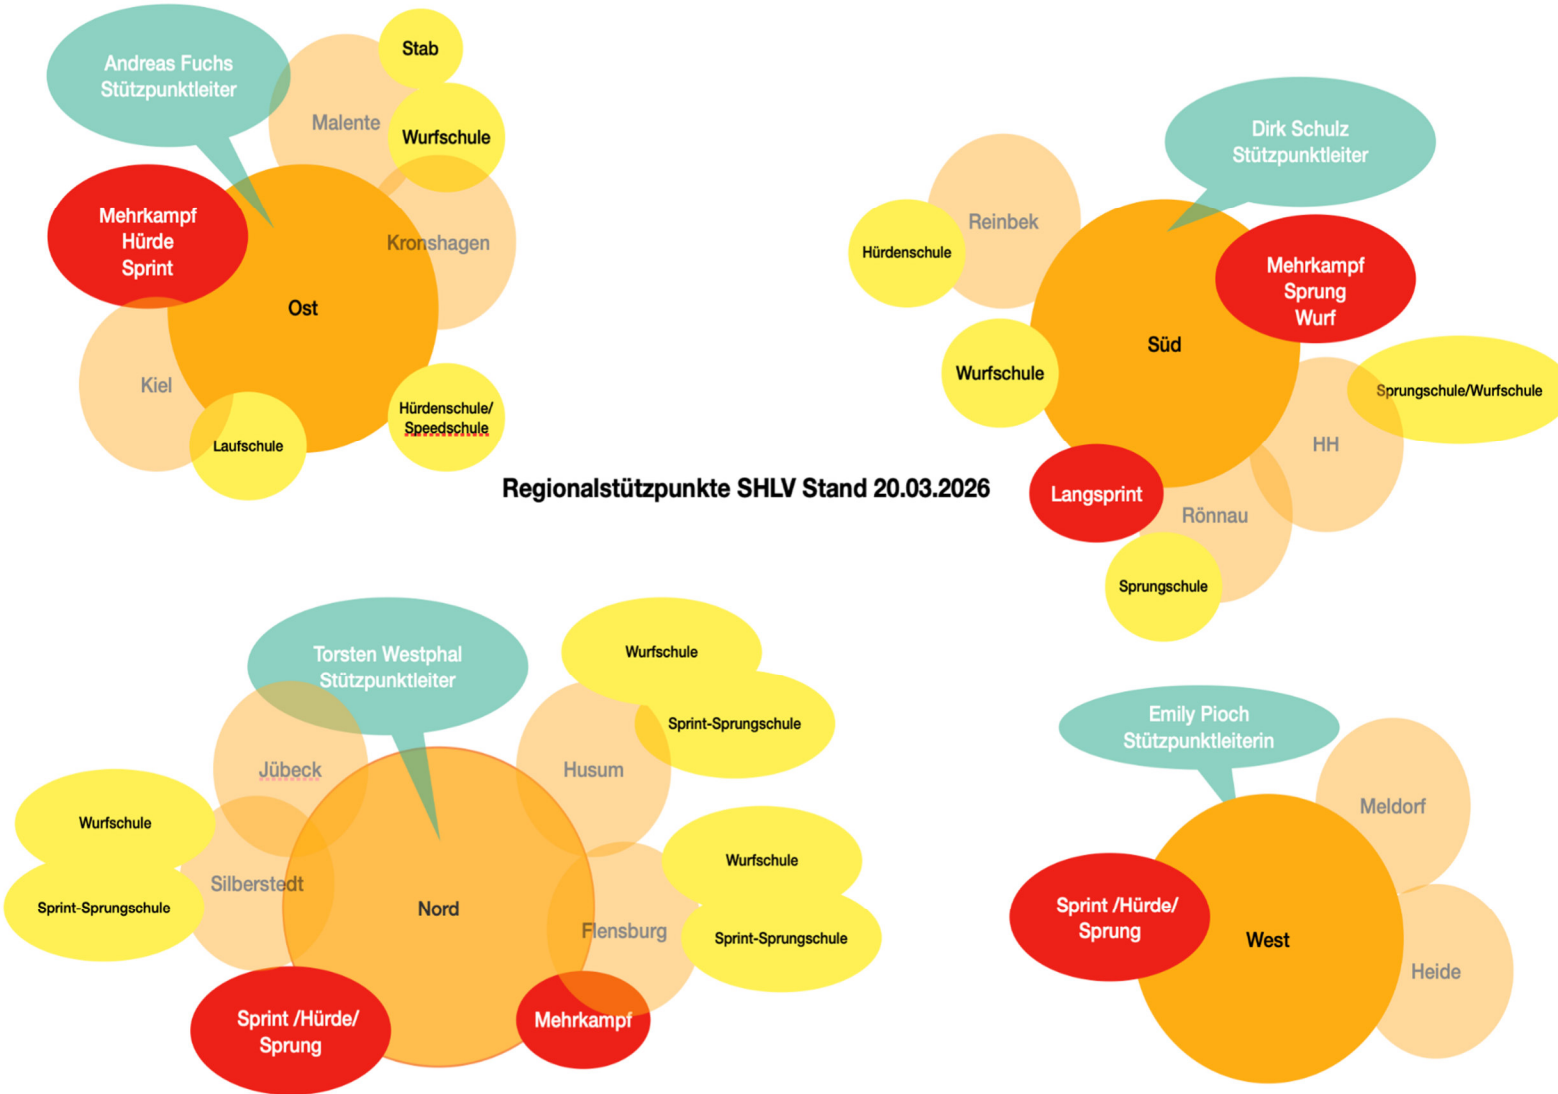 Andreas Fuchs
Stützpunktleiter
Stab
Malente
Wurfschule
Mehrkampf
Hürde
Sprint
Kronshagen
Ost
Kiel
Hürdenschule/
Speedschule
Laufschule
Dirk Schulz
Stützpunktleiter
Reinbek
Hürdenschule
Mehrkampf
Sprung
Wurf
Süd
Wurfschule
Sprungschule/Wurfschule
HH
Langsprint
Rönnau
Sprungschule
Regionalstützpunkte SHLV Stand 20.03.2026
Torsten Westphal
Stützpunktleiter
Wurfschule
Sprint-Sprungschule
Jübeck
Husum
Wurfschule
Silberstedt
Sprint-Sprungschule
Nord
Wurfschule
Flensburg
Sprint-Sprungschule
Sprint /Hürde/
Sprung
Mehrkampf
Emily Pioch
Stützpunktleiterin
Meldorf
Sprint /Hürde/
Sprung
West
Heide